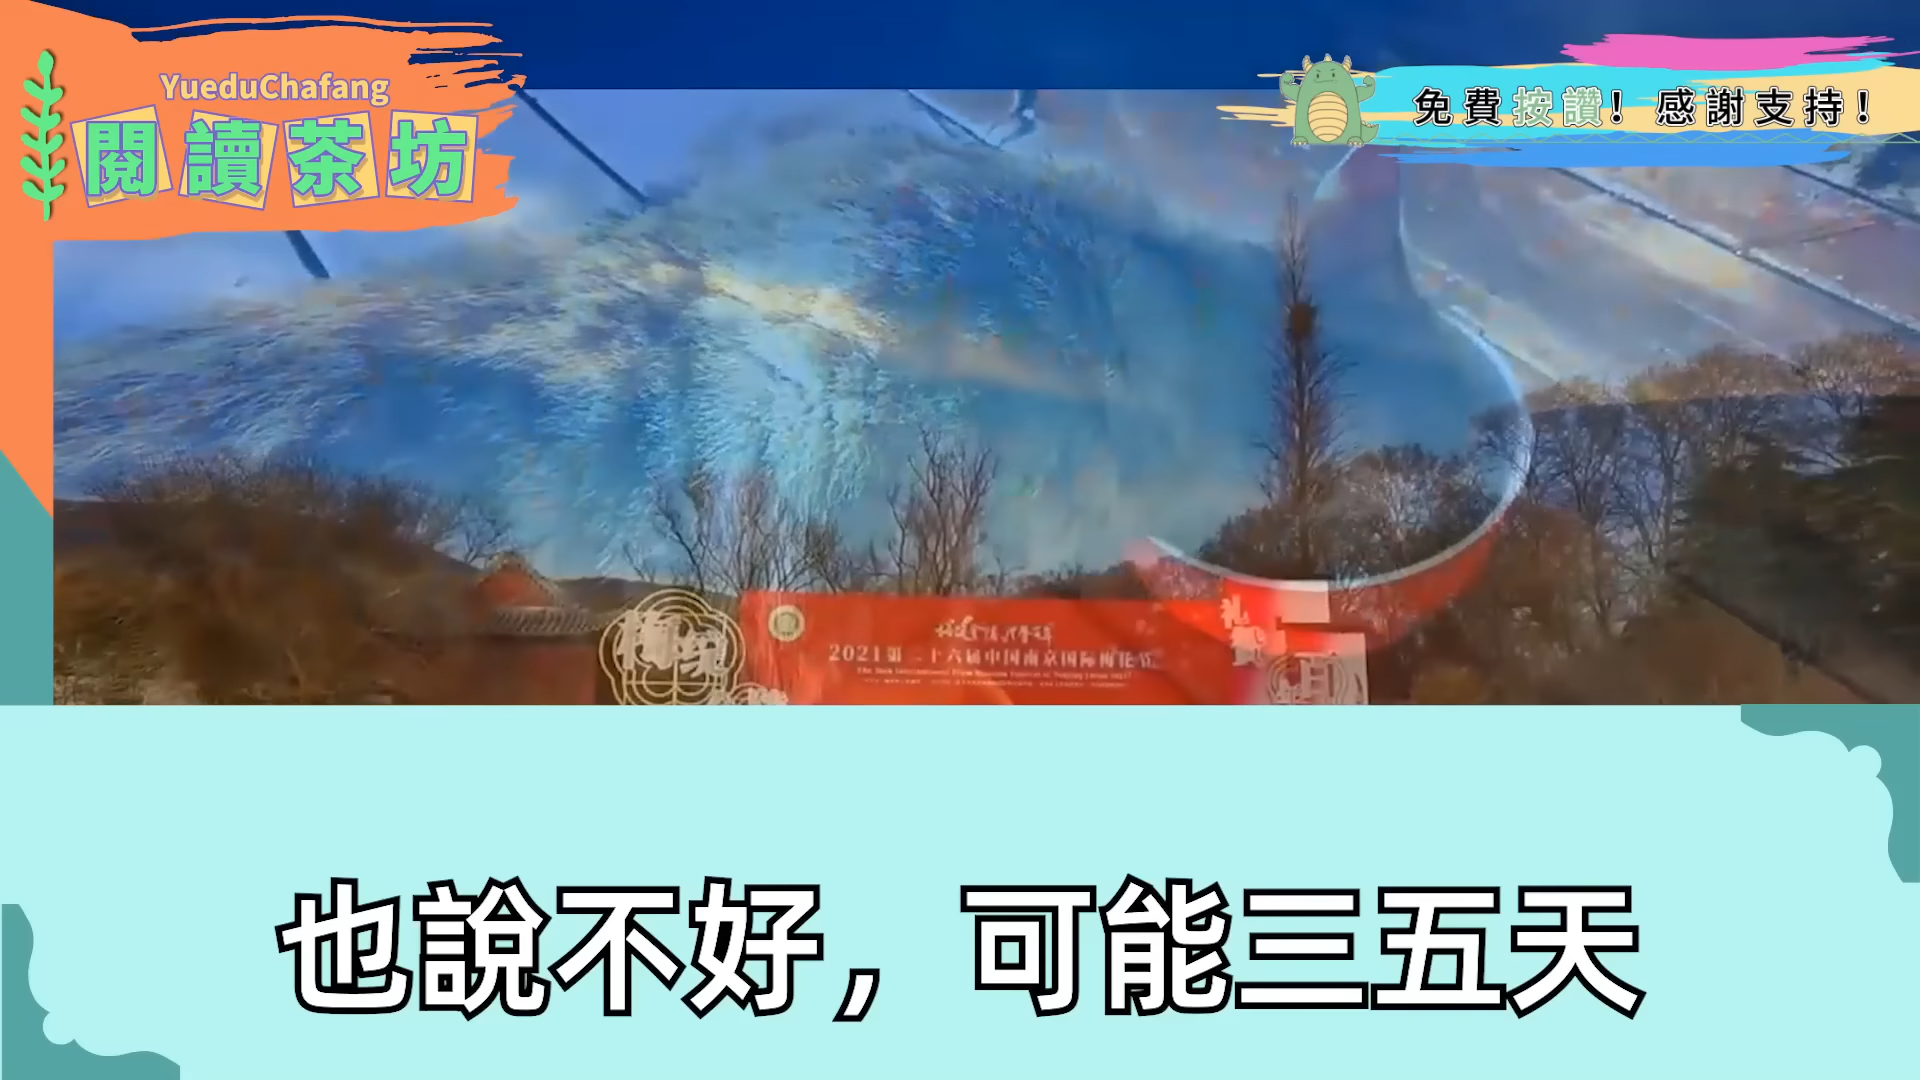 YueduChafang
閱讀茶坊
免費按讚！感謝支持！
2021第二十六届中国南京国际梅花节
也說不好，可能三五天